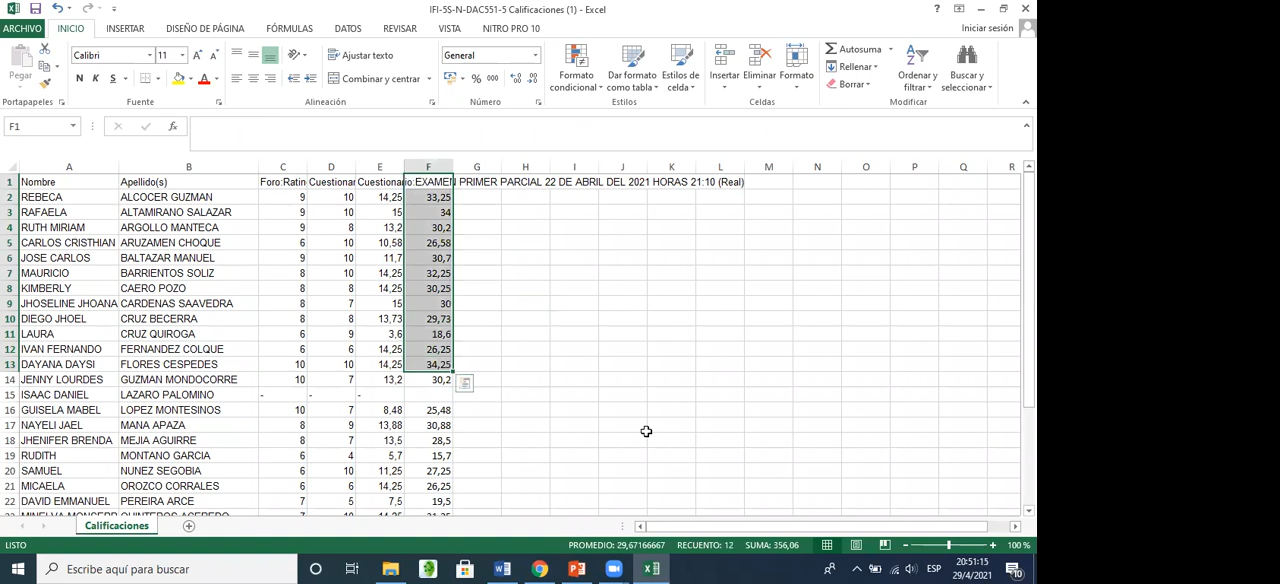 IFI-5S-N-DAC551-5 Calificaciones (1) - Excel
ARCHIVO INICIO INSERTAR DISEÑO DE PÁGINA FÓRMULAS DATOS REVISAR VISTA NITRO PRO 10 Iniciar sesión
Pegar Calibri 11 Ajustar texto General Formato condicional Dar formato como tabla Estilos de celda Insertar Eliminar Formato Autosuma Rellenar Borrar Ordenar y filtrar Buscar y seleccionar
N K S Combinar y centrar % 000
Portapapeles Fuente Alineación Número Estilos Celdas Modificar
F1 fx
A B C D E F G H I J K L M N O P Q R
1 Nombre Apellido(s) Foro:Ratin Cuestionar Cuestionario:EXAMEN PRIMER PARCIAL 22 DE ABRIL DEL 2021 HORAS 21:10 (Real)
2 REBECA ALCOCER GUZMAN 9 10 14,25 33,25
3 RAFAELA ALTAMIRANO SALAZAR 9 10 15 34
4 RUTH MIRIAM ARGOLLO MANTECA 9 8 13,2 30,2
5 CARLOS CRISTHIAN ARUZAMEN CHOQUE 6 10 10,58 26,58
6 JOSE CARLOS BALTAZAR MANUEL 9 10 11,7 30,7
7 MAURICIO BARRIENTOS SOLIZ 8 10 14,25 32,25
8 KIMBERLY CAERO POZO 8 8 14,25 30,25
9 JHOSELINE JHOANA CARDENAS SAAVEDRA 8 7 15 30
10 DIEGO JHOEL CRUZ BECERRA 8 8 13,73 29,73
11 LAURA CRUZ QUIROGA 6 9 3,6 18,6
12 IVAN FERNANDO FERNANDEZ COLQUE 6 6 14,25 26,25
13 DAYANA DAYSI FLORES CESPEDES 10 10 14,25 34,25
14 JENNY LOURDES GUZMAN MONDOCORRE 10 7 13,2 30,2
15 ISAAC DANIEL LAZARO PALOMINO - - -
16 GUISELA MABEL LOPEZ MONTESINOS 10 7 8,48 25,48
17 NAYELI JAEL MANA APAZA 8 9 13,88 30,88
18 JHENIFER BRENDA MEJIA AGUIRRE 8 7 13,5 28,5
19 RUDITH MONTANO GARCIA 6 4 5,7 15,7
20 SAMUEL NUNEZ SEGOBIA 6 10 11,25 27,25
21 MICAELA OROZCO CORRALES 6 6 14,25 26,25
22 DAVID EMMANUEL PEREIRA ARCE 7 5 7,5 19,5
Calificaciones
LISTO PROMEDIO: 29,67166667 RECUENTO: 12 SUMA: 356,06 100 %
Escribe aquí para buscar ESP 20:51:15
29/4/2021 10